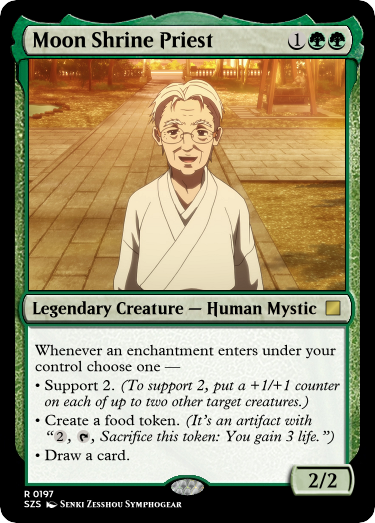 Moon Shrine Priest 1
Legendary Creature — Human Mystic
Whenever an enchantment enters under your
control choose one —
• Support 2. (To support 2, put a +1/+1 counter
on each of up to two other target creatures.)
• Create a food token. (It's an artifact with
“2, , Sacrifice this token: You gain 3 life.”)
• Draw a card.
2/2
R 0197
SZS Senki Zesshou Symphogear